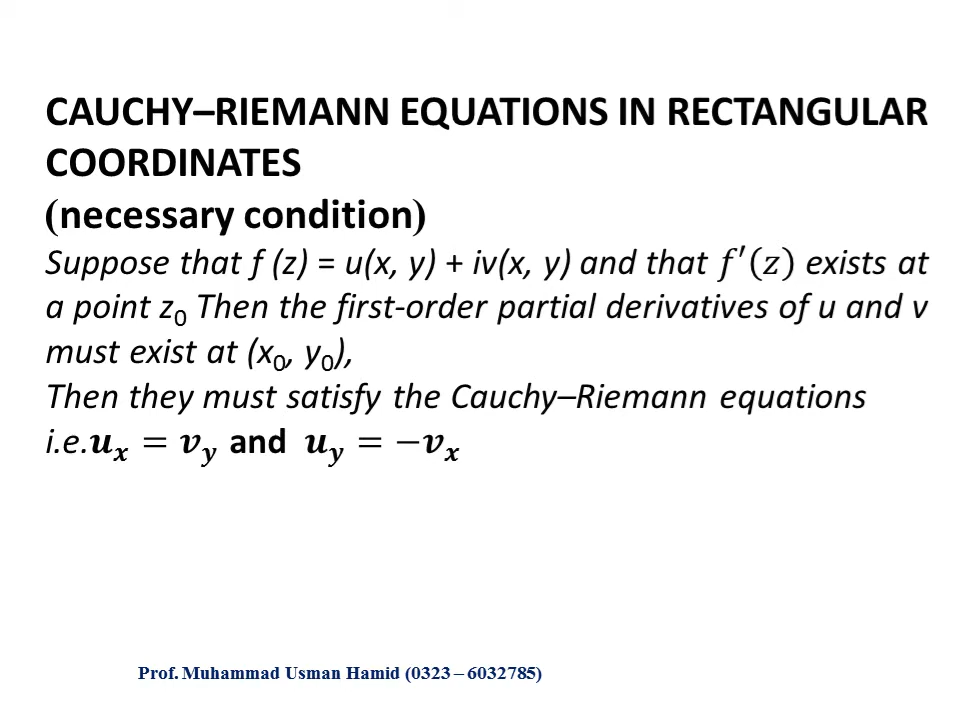 CAUCHY–RIEMANN EQUATIONS IN RECTANGULAR
COORDINATES
(necessary condition)
Suppose that f (z) = u(x, y) + iv(x, y) and that f′(z) exists at
a point z₀ Then the first-order partial derivatives of u and v
must exist at (x₀, y₀),
Then they must satisfy the Cauchy–Riemann equations
i.e. 𝒖ₓ = 𝒗ᵧ and 𝒖ᵧ = −𝒗ₓ
Prof. Muhammad Usman Hamid (0323 – 6032785)